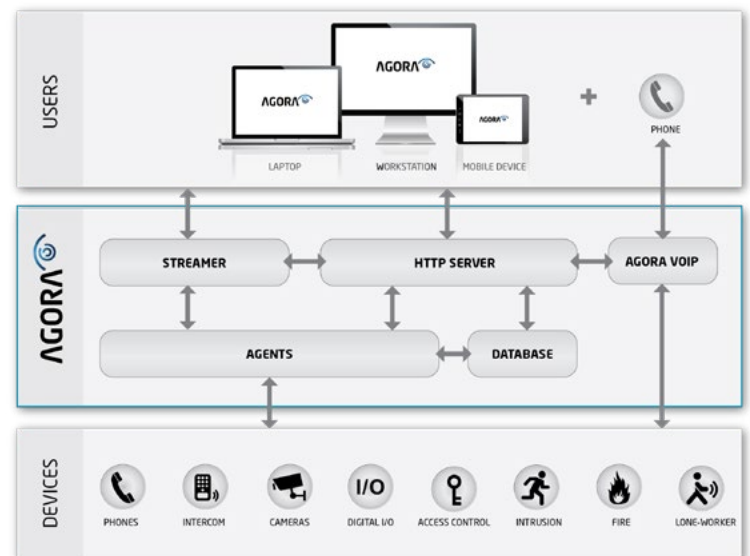 USERS
AGORA
AGORA
AGORA
LAPTOP
WORKSTATION
MOBILE DEVICE
+
PHONE
AGORA
STREAMER
HTTP SERVER
AGORA VOIP
AGENTS
DATABASE
DEVICES
I/O
PHONES
INTERCOM
CAMERAS
DIGITAL I/O
ACCESS CONTROL
INTRUSION
FIRE
LONE-WORKER